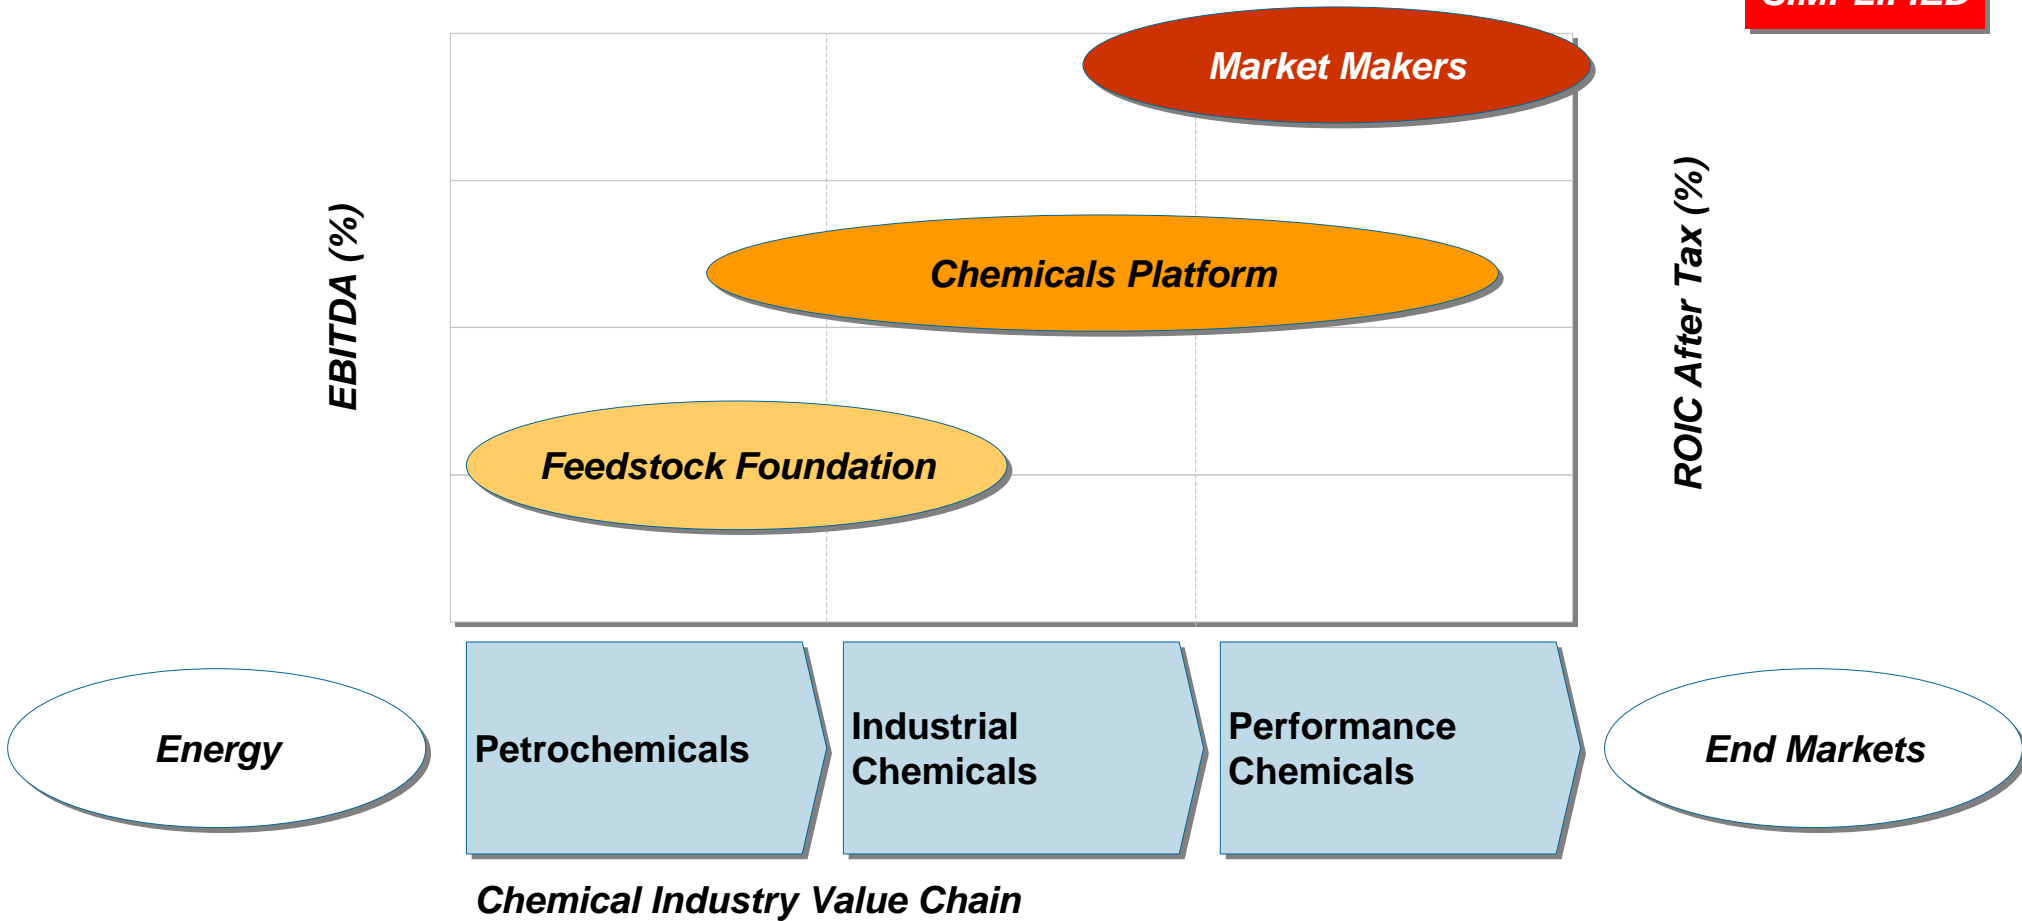 SIMPLIFIED
Market Makers
EBITDA (%)
ROIC After Tax (%)
Chemicals Platform
Feedstock Foundation
Energy
Petrochemicals
Industrial
Chemicals
Performance
Chemicals
End Markets
Chemical Industry Value Chain